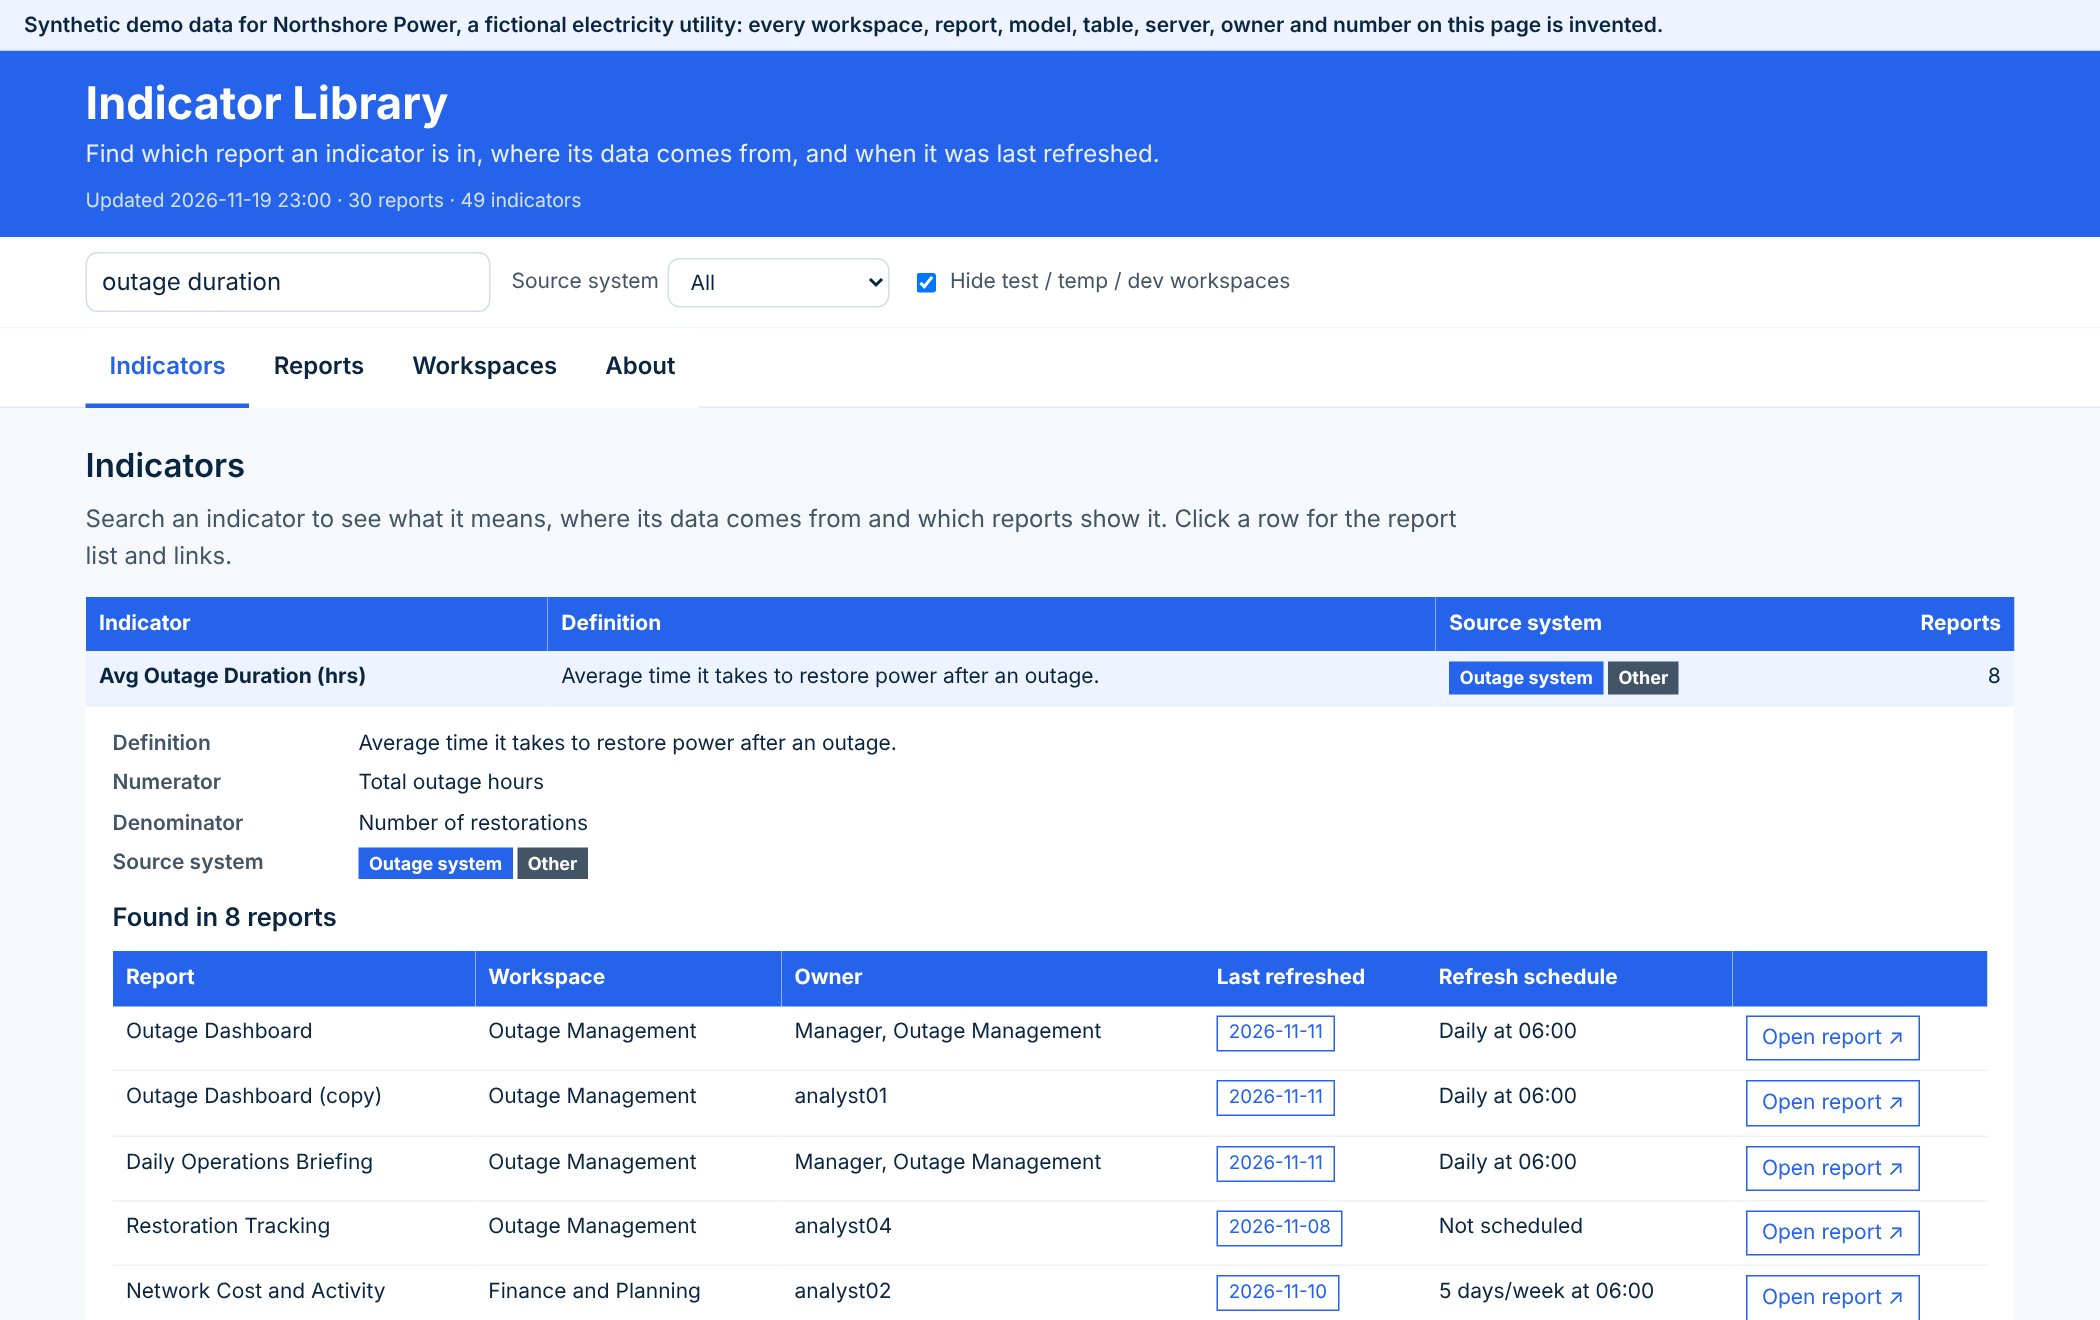 Synthetic demo data for Northshore Power, a fictional electricity utility: every workspace, report, model, table, server, owner and number on this page is invented.
Indicator Library
Find which report an indicator is in, where its data comes from, and when it was last refreshed.
Updated 2026-11-19 23:00 · 30 reports · 49 indicators
outage duration Source system All Hide test / temp / dev workspaces
Indicators Reports Workspaces About
Indicators
Search an indicator to see what it means, where its data comes from and which reports show it. Click a row for the report
list and links.
Indicator Definition Source system Reports
Avg Outage Duration (hrs) Average time it takes to restore power after an outage. Outage system Other 8
Definition Average time it takes to restore power after an outage.
Numerator Total outage hours
Denominator Number of restorations
Source system Outage system Other
Found in 8 reports
Report Workspace Owner Last refreshed Refresh schedule
Outage Dashboard Outage Management Manager, Outage Management 2026-11-11 Daily at 06:00 Open report ↗
Outage Dashboard (copy) Outage Management analyst01 2026-11-11 Daily at 06:00 Open report ↗
Daily Operations Briefing Outage Management Manager, Outage Management 2026-11-11 Daily at 06:00 Open report ↗
Restoration Tracking Outage Management analyst04 2026-11-08 Not scheduled Open report ↗
Network Cost and Activity Finance and Planning analyst02 2026-11-10 5 days/week at 06:00 Open report ↗